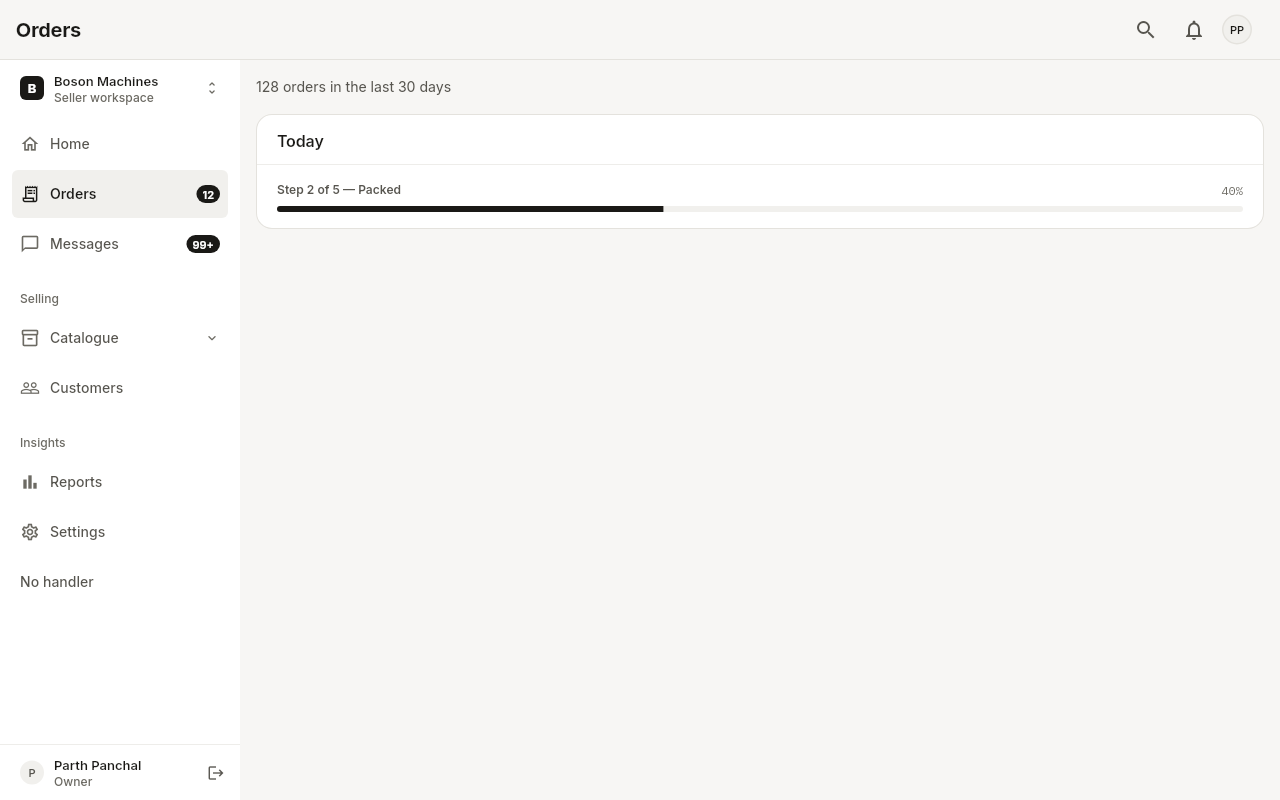 Orders
PP
B
Boson Machines
Seller workspace
Home
Orders
12
Messages
99+
Selling
Catalogue
Customers
Insights
Reports
Settings
No handler
P
Parth Panchal
Owner
128 orders in the last 30 days
Today
Step 2 of 5 — Packed
40%